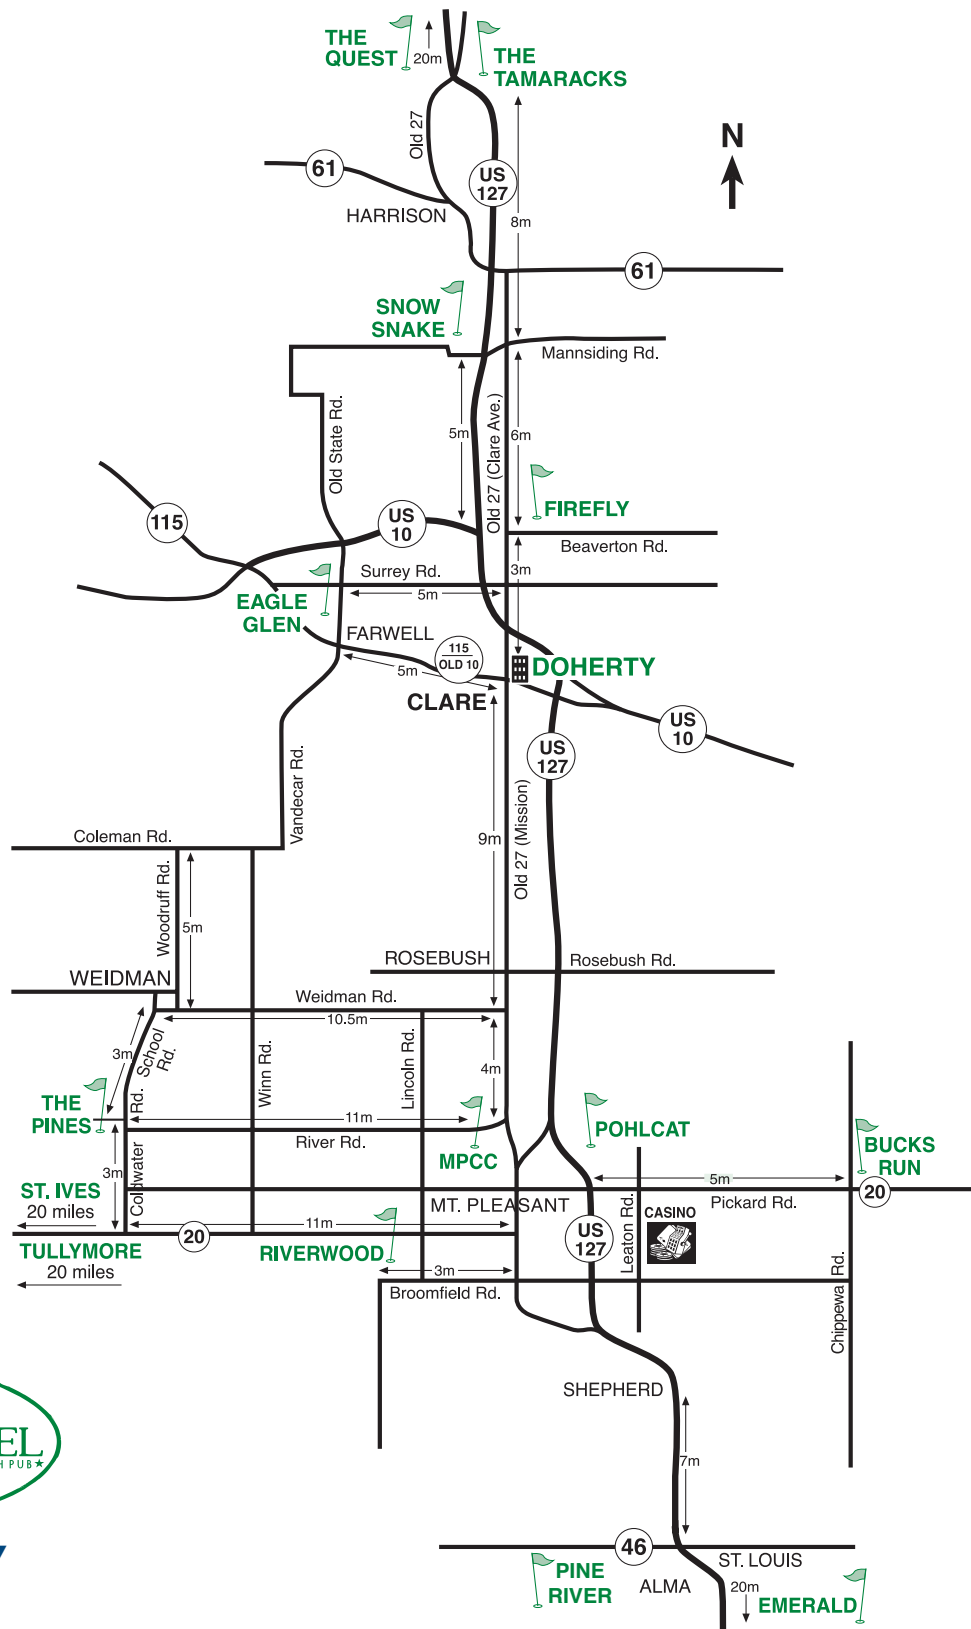 THE
QUEST
20m
THE
TAMARACKS
Old 27
N
61
US
127
HARRISON
8m
61
SNOW
SNAKE
Mannsiding Rd.
Old State Rd.
5m
Old 27 (Clare Ave.)
6m
FIREFLY
115
US
10
Beaverton Rd.
Surrey Rd.
3m
5m
EAGLE
GLEN
FARWELL
115
OLD 10
DOHERTY
5m
CLARE
US
10
US
127
Vandecar Rd.
Coleman Rd.
9m
Old 27 (Mission)
Woodruff Rd.
5m
ROSEBUSH
Rosebush Rd.
WEIDMAN
Weidman Rd.
10.5m
3m
School
Rd.
Winn Rd.
Lincoln Rd.
4m
THE
PINES
Coldwater Rd.
11m
River Rd.
MPCC
POHLCAT
BUCKS
RUN
3m
5m
ST. IVES
20 miles
MT. PLEASANT
Pickard Rd.
20
11m
CASINO
20
US
127
TULLYMORE
20 miles
RIVERWOOD
Leaton Rd.
3m
Broomfield Rd.
Chippewa Rd.
SHEPHERD
EL
H PUB★
7m
46
ST. LOUIS
PINE
RIVER
ALMA
20m
EMERALD